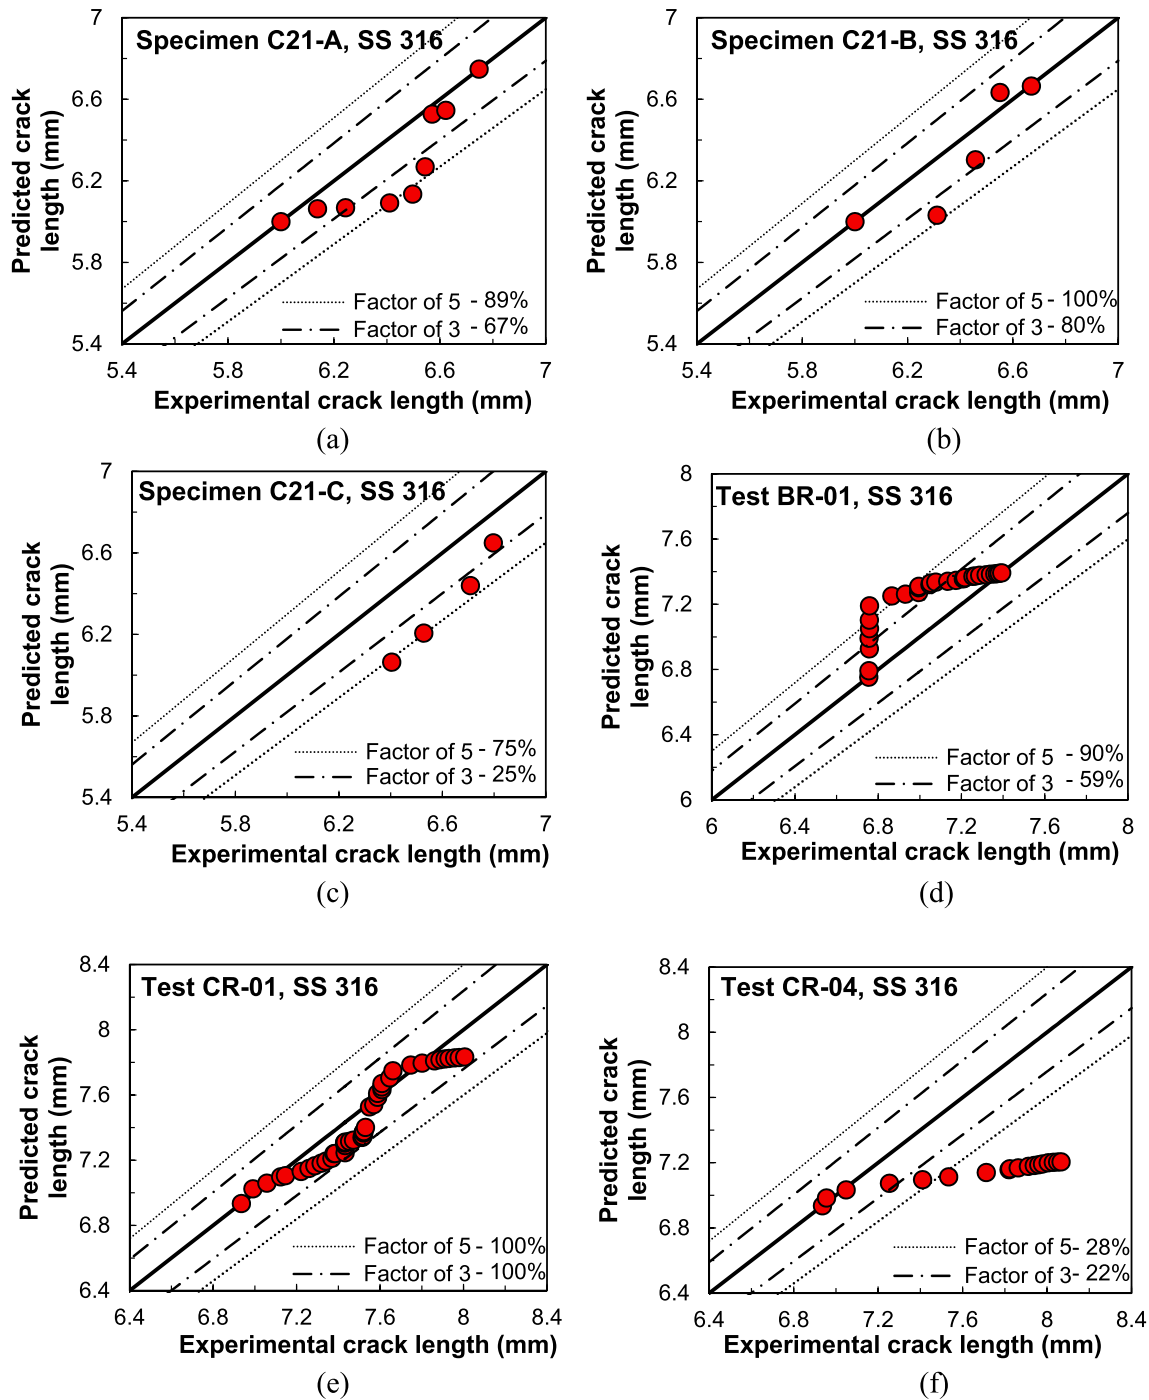 Specimen C21-A, SS 316
7
6.6
6.2
5.8
5.4
Predicted crack
length (mm)
Factor of 5 - 89%
Factor of 3 - 67%
5.4
5.8
6.2
6.6
7
Experimental crack length (mm)
(a)
Specimen C21-B, SS 316
7
6.6
6.2
5.8
5.4
Predicted crack
length (mm)
Factor of 5 - 100%
Factor of 3 - 80%
5.4
5.8
6.2
6.6
7
Experimental crack length (mm)
(b)
Specimen C21-C, SS 316
7
6.6
6.2
5.8
5.4
Predicted crack
length (mm)
Factor of 5 - 75%
Factor of 3 - 25%
5.4
5.8
6.2
6.6
7
Experimental crack length (mm)
(c)
Test BR-01, SS 316
8
7.6
7.2
6.8
6.4
6
Predicted crack
length (mm)
Factor of 5 - 90%
Factor of 3 - 59%
6
6.4
6.8
7.2
7.6
8
Experimental crack length (mm)
(d)
Test CR-01, SS 316
8.4
8
7.6
7.2
6.8
6.4
Predicted crack
length (mm)
Factor of 5 - 100%
Factor of 3 - 100%
6.4
6.8
7.2
7.6
8
8.4
Experimental crack length (mm)
(e)
Test CR-04, SS 316
8.4
8
7.6
7.2
6.8
6.4
Predicted crack
length (mm)
Factor of 5- 28%
Factor of 3- 22%
6.4
6.8
7.2
7.6
8
8.4
Experimental crack length (mm)
(f)